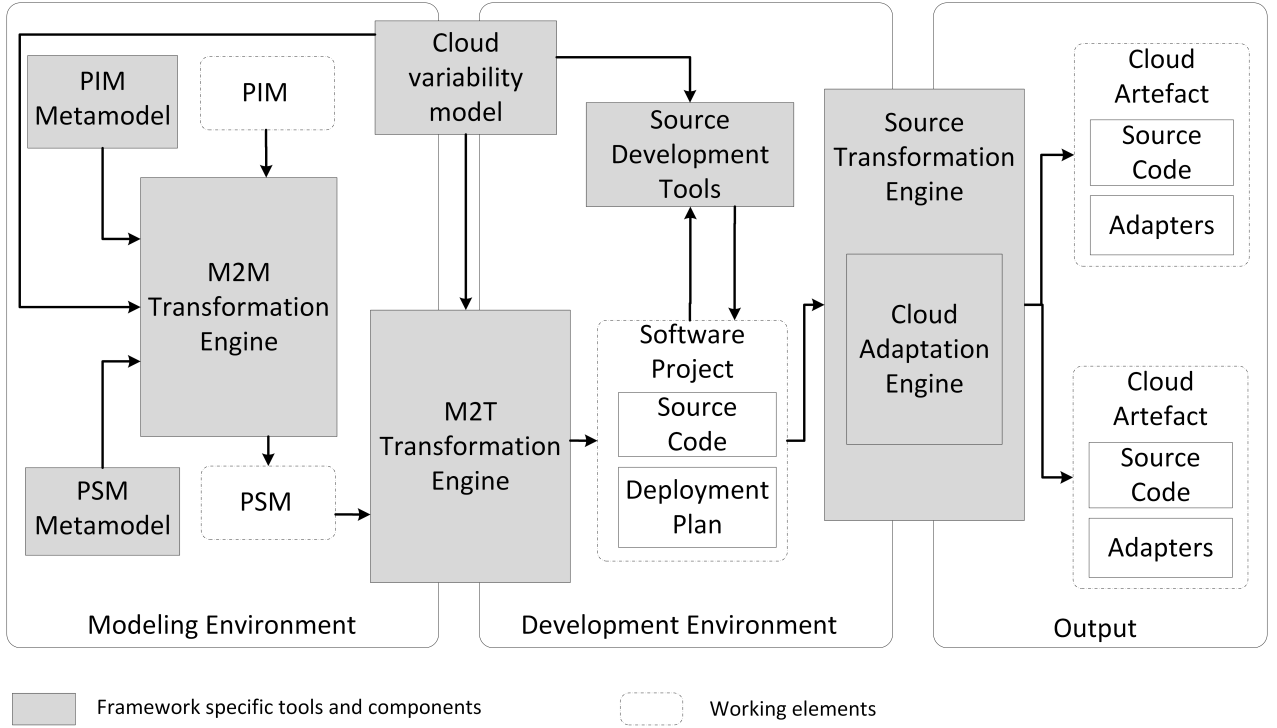 Cloud
variability
model
PIM
Metamodel
PIM
M2M
Transformation
Engine
PSM
Metamodel
PSM
Modeling Environment
M2T
Transformation
Engine
Source
Development
Tools
Software
Project
Source
Code
Deployment
Plan
Development Environment
Source
Transformation
Engine
Cloud
Adaptation
Engine
Cloud
Artefact
Source
Code
Adapters
Cloud
Artefact
Source
Code
Adapters
Output
Framework specific tools and components
Working elements